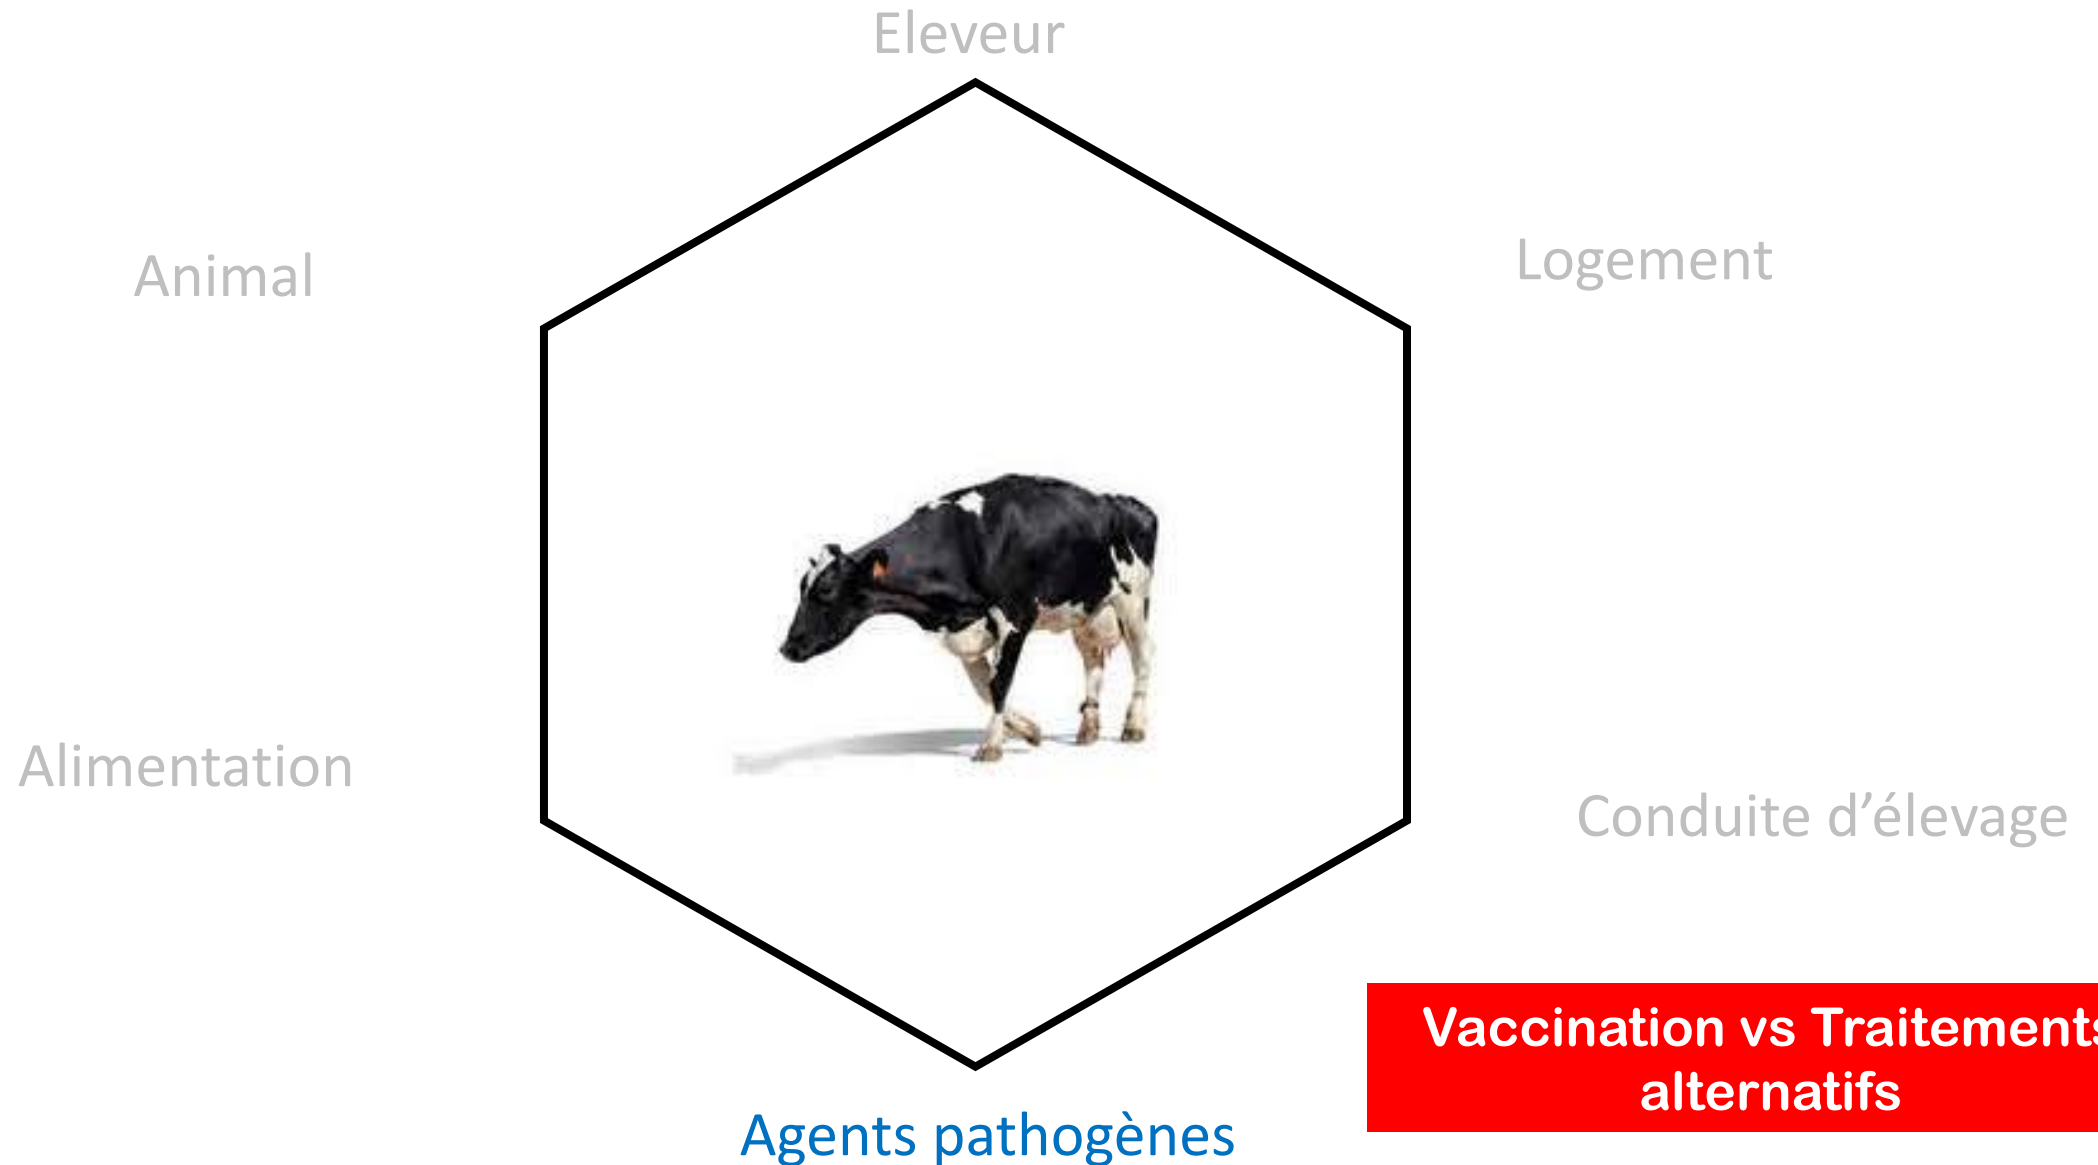 Eleveur
Animal
Logement
Alimentation
Conduite d’élevage
Vaccination vs Traitements
alternatifs
Agents pathogènes